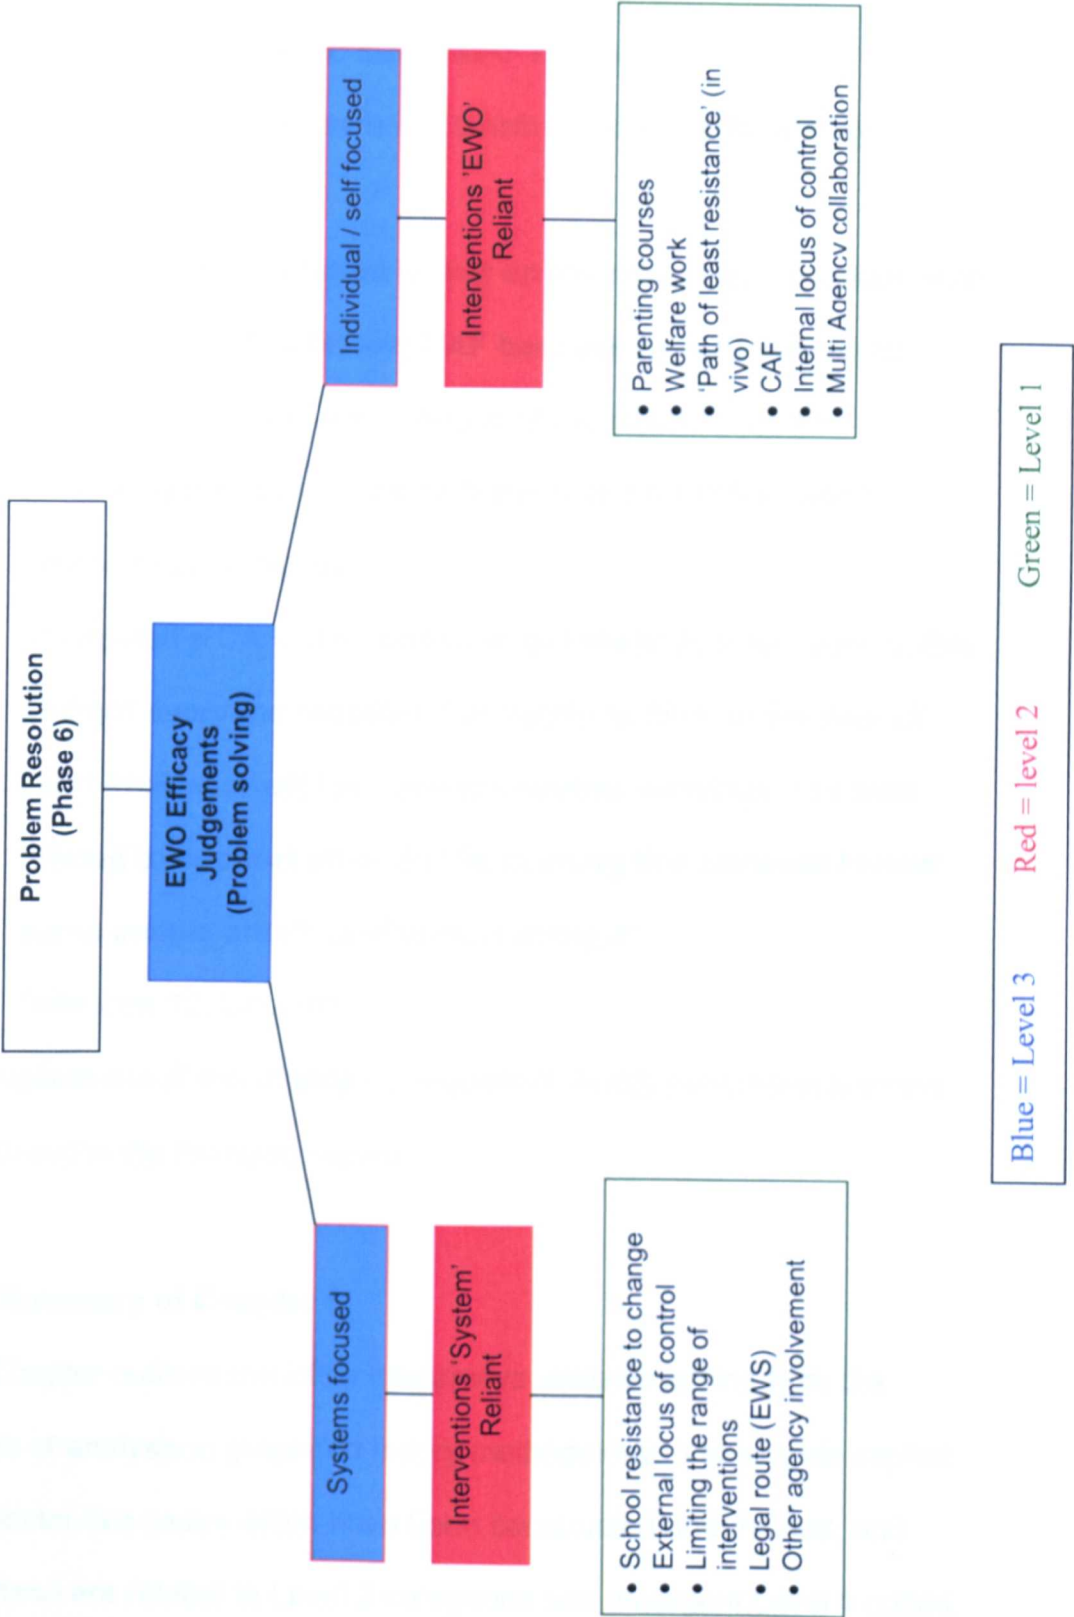 Problem Resolution
(Phase 6)
EWO Efficacy
Judgements
(Problem solving)
Systems focused
Interventions 'System'
Reliant
• School resistance to change
• External locus of control
• Limiting the range of
interventions
• Legal route (EWS)
• Other agency involvement
Individual / self focused
Interventions 'EWO'
Reliant
• Parenting courses
• Welfare work
• 'Path of least resistance' (in
vivo)
• CAF
• Internal locus of control
• Multi Agency collaboration
Blue = Level 3 Red = level 2 Green = Level 1